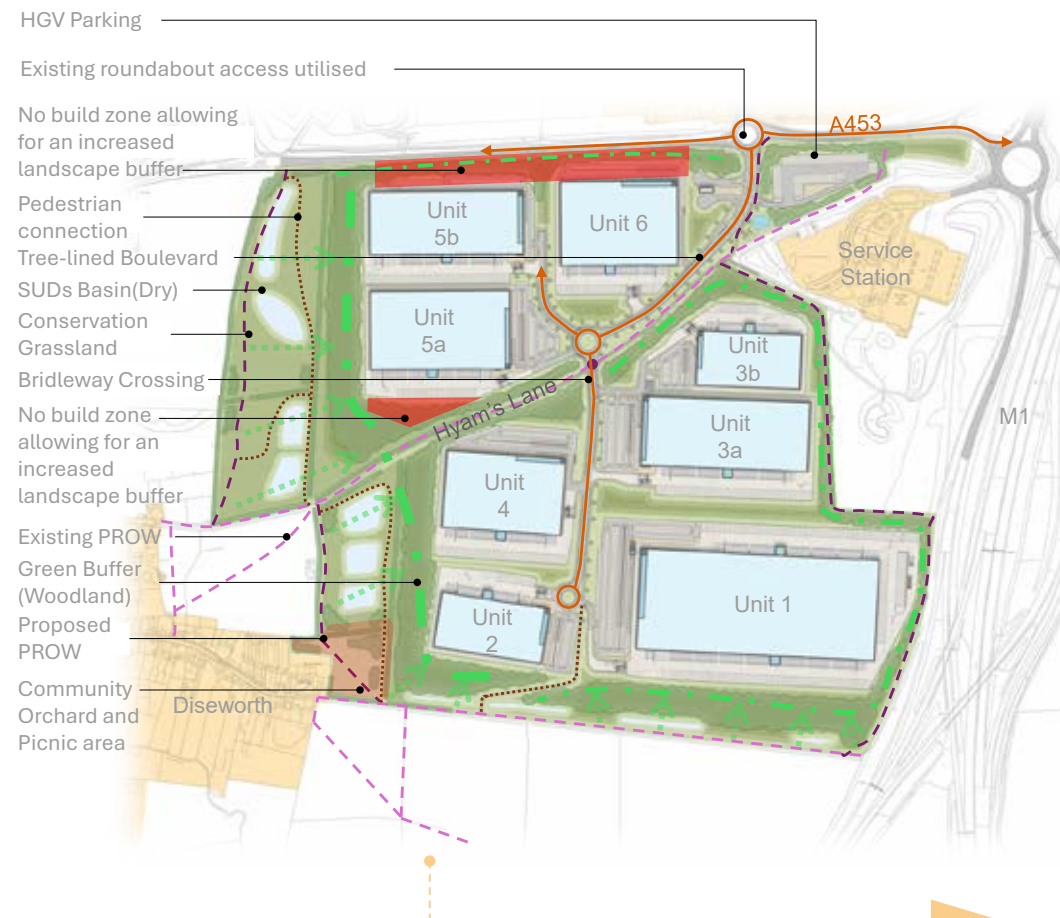 HGV Parking
Existing roundabout access utilised
A453
No build zone allowing
for an increased
landscape buffer
Pedestrian
connection
Tree-lined Boulevard
SUDs Basin(Dry)
Conservation
Grassland
Bridleway Crossing
No build zone
allowing for an
increased
landscape buffer
Existing PROW
Green Buffer
(Woodland)
Proposed
PROW
Community
Orchard and
Picnic area
Unit
5b
Unit 6
Service
Station
Unit
5a
Unit
3b
Hyam's Lane
M1
Unit
3a
Unit
4
Unit 1
Unit
2
Diseworth